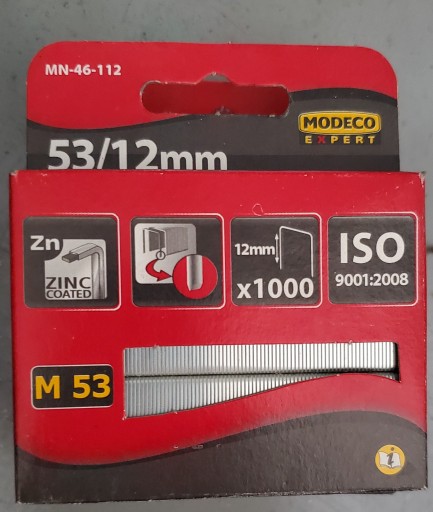 MN-46-112
MODECO
EXPERT
53/12mm
Zn
ZINC
COATED
12mm
x1000
ISO
9001:2008
M 53
i